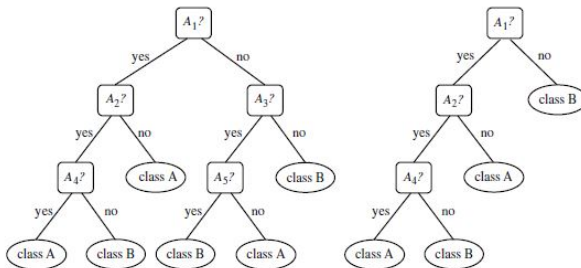 A1?
A1?
yes
no
yes
no
A2?
A3?
A2?
class B
yes
no
yes
no
yes
no
A4?
class A
A5?
class B
A4?
class A
yes
no
yes
no
yes
no
class A
class B
class B
class A
class A
class B